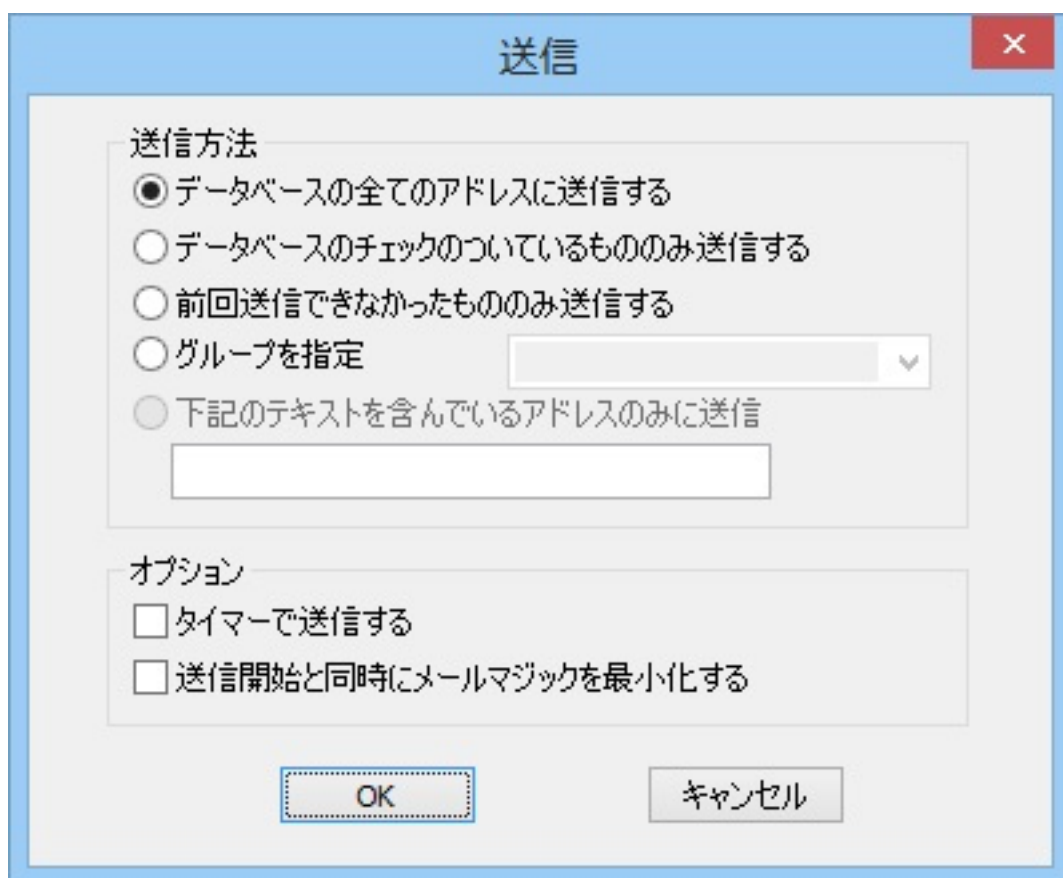 送信
送信方法
データベースの全てのアドレスに送信する
データベースのチェックのついているもののみ送信する
前回送信できなかったもののみ送信する
グループを指定
下記のテキストを含んでいるアドレスのみに送信
オプション
タイマーで送信する
送信開始と同時にメールマジックを最小化する
OK キャンセル